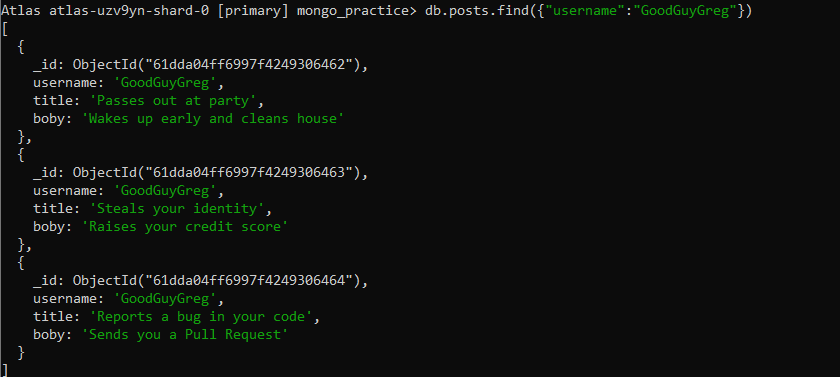 Atlas atlas-uzv9yn-shard-0 [primary] mongo_practice> db.posts.find({"username":"GoodGuyGreg"})
[
  {
    _id: ObjectId("61dda04ff6997f4249306462"),
    username: 'GoodGuyGreg',
    title: 'Passes out at party',
    boby: 'Wakes up early and cleans house'
  },
  {
    _id: ObjectId("61dda04ff6997f4249306463"),
    username: 'GoodGuyGreg',
    title: 'Steals your identity',
    boby: 'Raises your credit score'
  },
  {
    _id: ObjectId("61dda04ff6997f4249306464"),
    username: 'GoodGuyGreg',
    title: 'Reports a bug in your code',
    boby: 'Sends you a Pull Request'
  }
]